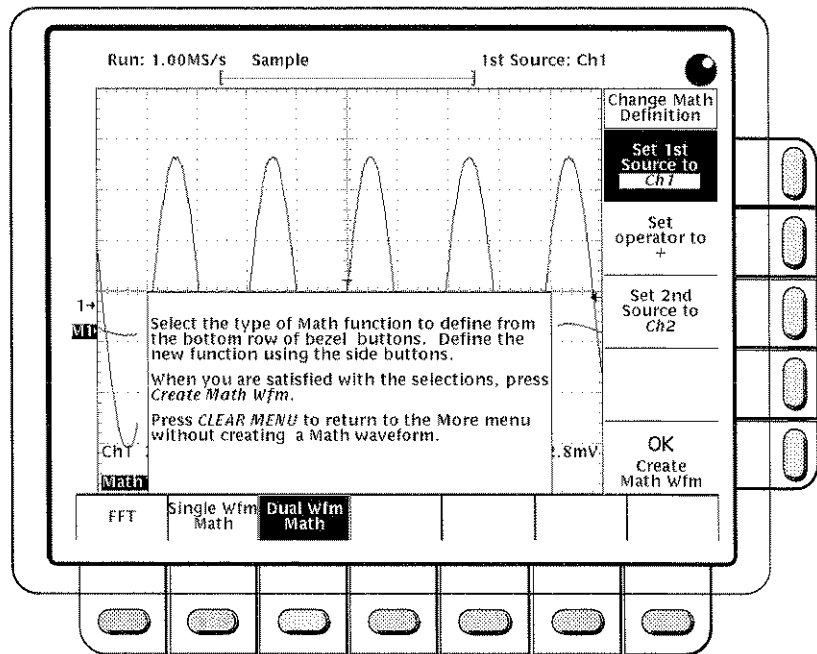 Run: 1.00MS/s Sample 1st Source: Ch1
Change Math
Definition
Set 1st
Source to
Ch1
Set
operator to
+
Set 2nd
Source to
Ch2
OK
Create
Math Wfm
1→
M1
Select the type of Math function to define from
the bottom row of bezel buttons. Define the
new function using the side buttons.
When you are satisfied with the selections, press
Create Math Wfm.
Press CLEAR MENU to return to the More menu
without creating a Math waveform.
Ch1 2.8mV
Math
FFT
Single Wfm
Math
Dual Wfm
Math